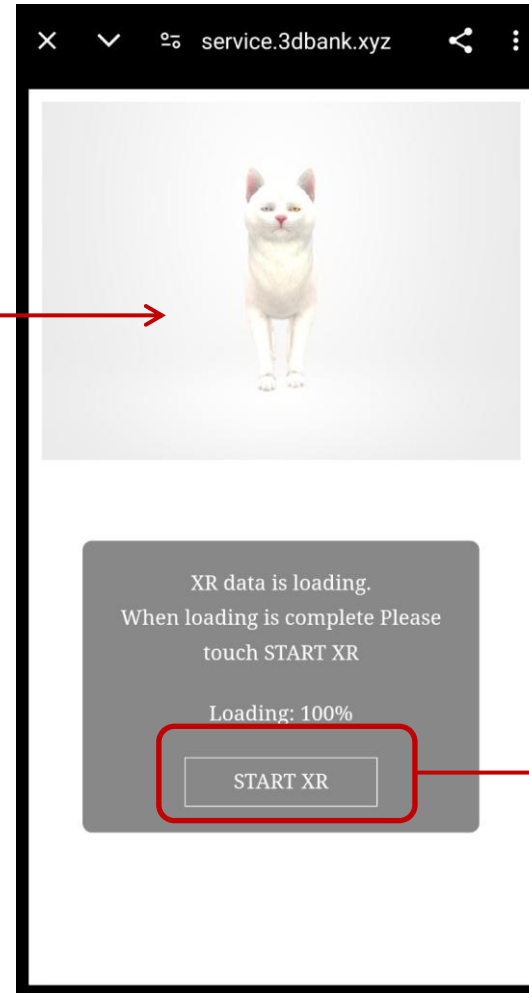 service.3dbank.xyz
XR data is loading.
When loading is complete Please
touch START XR
Loading: 100%
START XR